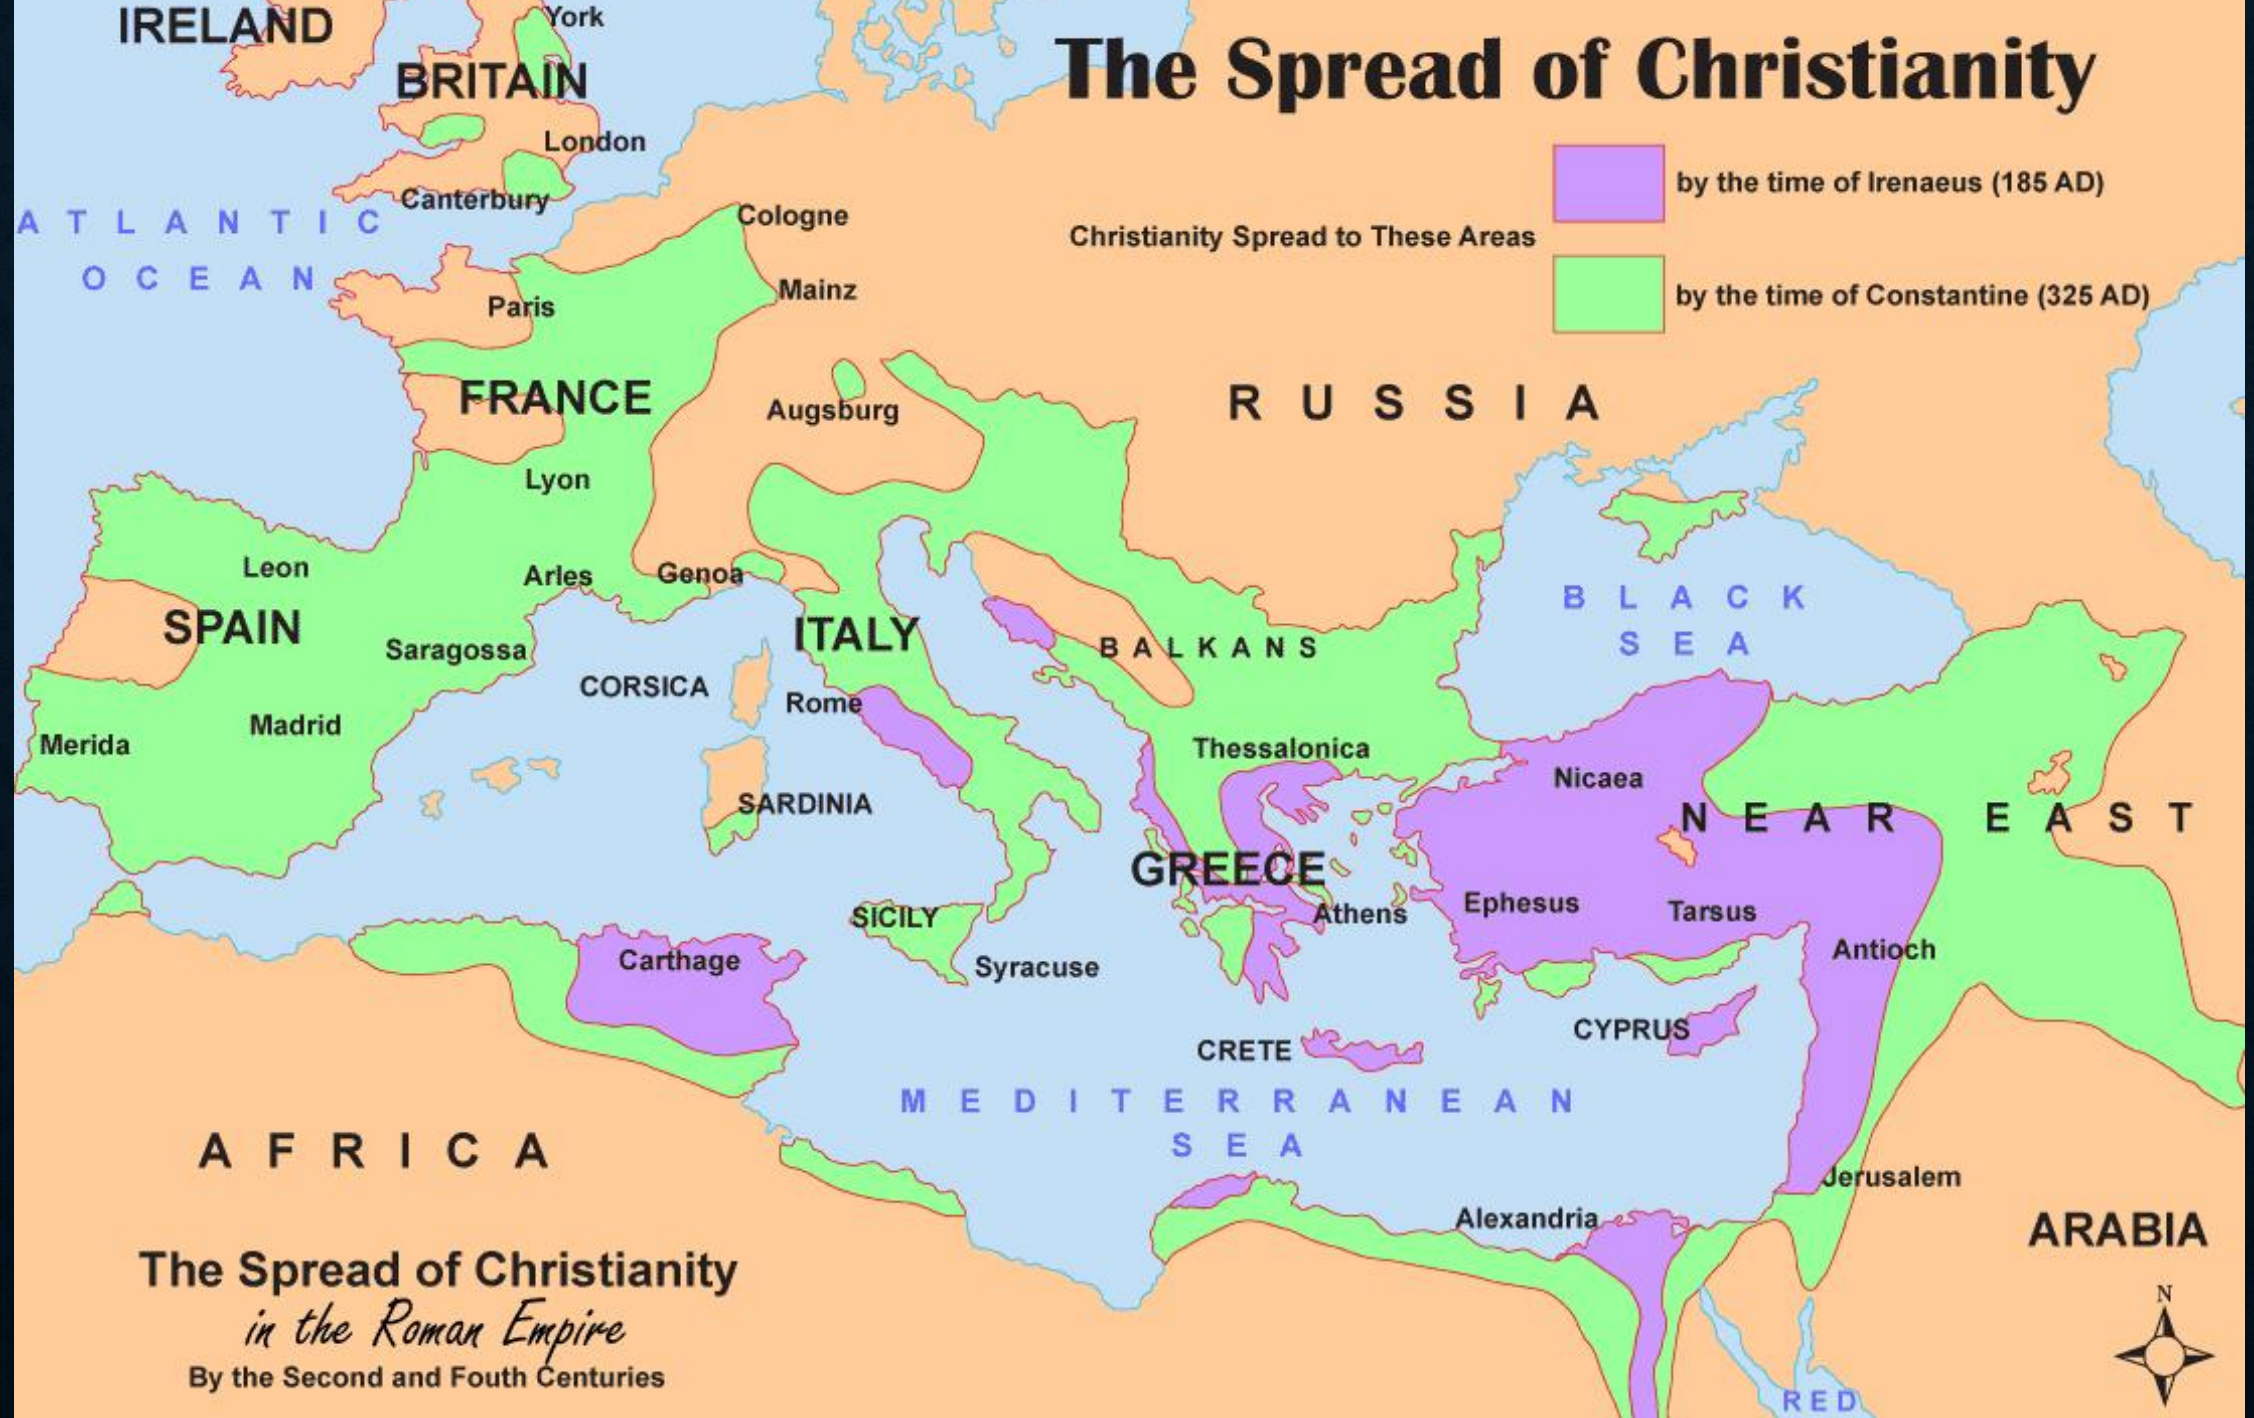 The Spread of Christianity
Christianity Spread to These Areas
by the time of Irenaeus (185 AD)
by the time of Constantine (325 AD)
IRELAND
York
BRITAIN
London
Canterbury
ATLANTIC
OCEAN
Cologne
Mainz
Paris
FRANCE
Augsburg
RUSSIA
Lyon
Leon
Arles
Genoa
BLACK
SEA
SPAIN
ITALY
Saragossa
BALKANS
CORSICA
Rome
Madrid
Merida
Thessalonica
Nicaea
SARDINIA
NEAR EAST
GREECE
Ephesus
Tarsus
Athens
SICILY
Antioch
Carthage
Syracuse
CYPRUS
CRETE
MEDITERRANEAN
SEA
AFRICA
Jerusalem
Alexandria
ARABIA
The Spread of Christianity
in the Roman Empire
By the Second and Fouth Centuries
N
RED